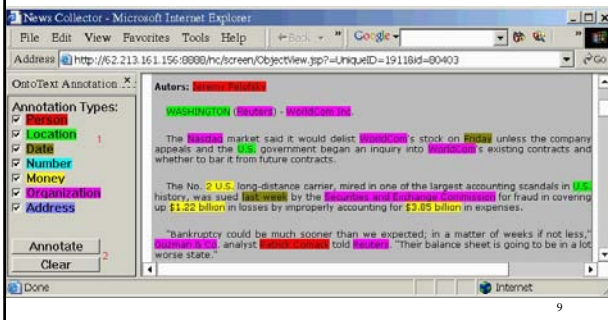 News Collector - Microsoft Internet Explorer
File Edit View Favorites Tools Help Back » Google
Address http://62.213.161.156:8888/nc/screen/ObjectView.jsp?=UniqueID=1911&id=80403 Go
OntoText Annotation
Annotation Types:
Person
Location 1
Date
Number
Money
Organization
Address
Annotate
Clear 2
Autors: Jeremy Pelofsky
WASHINGTON (Reuters) - WorldCom Inc.
The Nasdaq market said it would delist WorldCom's stock on Friday unless the company
appeals and the U.S. government began an inquiry into WorldCom's existing contracts and
whether to bar it from future contracts.
The No. 2 U.S. long-distance carrier, mired in one of the largest accounting scandals in U.S.
history, was sued last week by the Securities and Exchange Commission for fraud in covering
up $1.22 billion in losses by improperly accounting for $3.85 billion in expenses.
"Bankruptcy could be much sooner than we expected; in a matter of weeks if not less,"
Guzman & Co. analyst Patrick Comack told Reuters. "Their balance sheet is going to be in a lot
worse state."
Done Internet
9